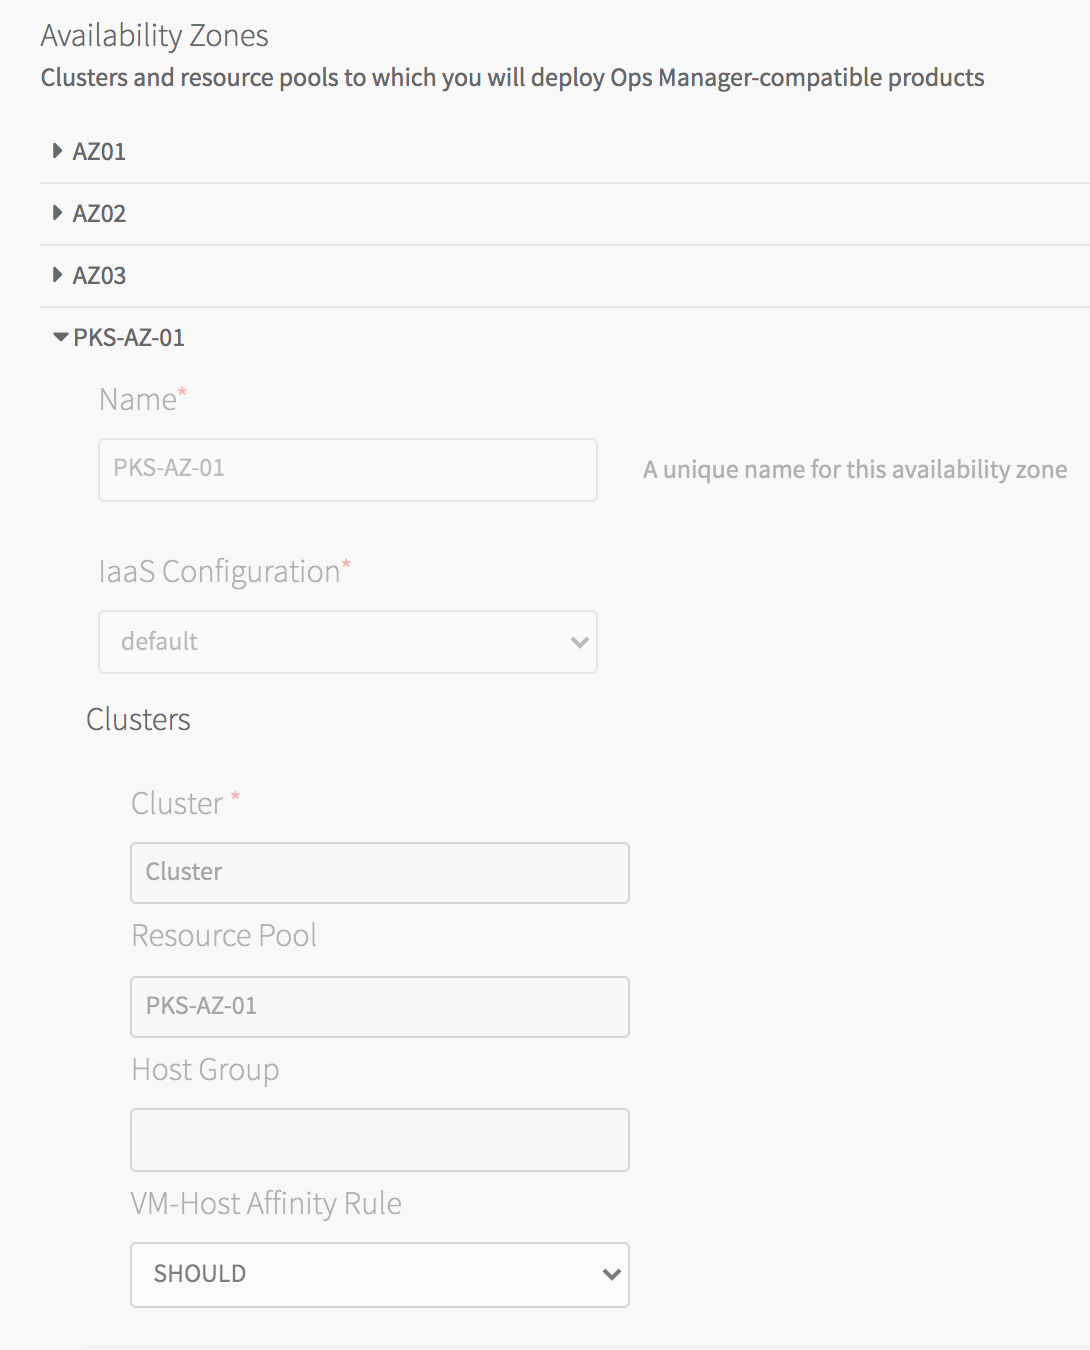 Availability Zones
Clusters and resource pools to which you will deploy Ops Manager-compatible products
AZ01
AZ02
AZ03
PKS-AZ-01
Name*
PKS-AZ-01
A unique name for this availability zone
IaaS Configuration*
default
Clusters
Cluster *
Cluster
Resource Pool
PKS-AZ-01
Host Group
VM-Host Affinity Rule
SHOULD